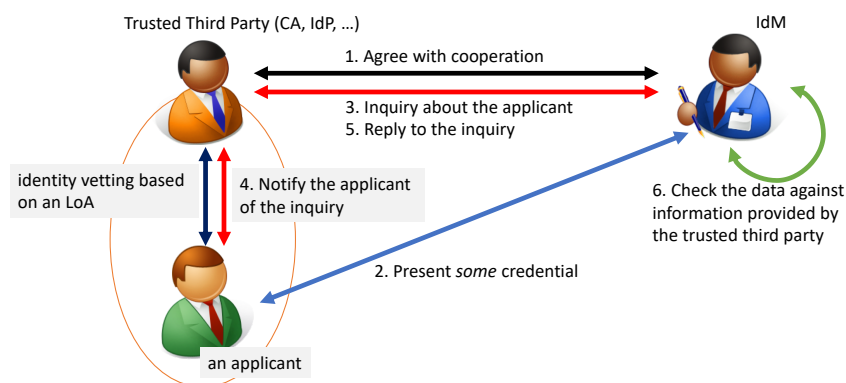 Trusted Third Party (CA, IdP, …)
IdM
1. Agree with cooperation
3. Inquiry about the applicant
5. Reply to the inquiry
identity vetting based
on an LoA
4. Notify the applicant
of the inquiry
6. Check the data against
information provided by
the trusted third party
2. Present some credential
an applicant